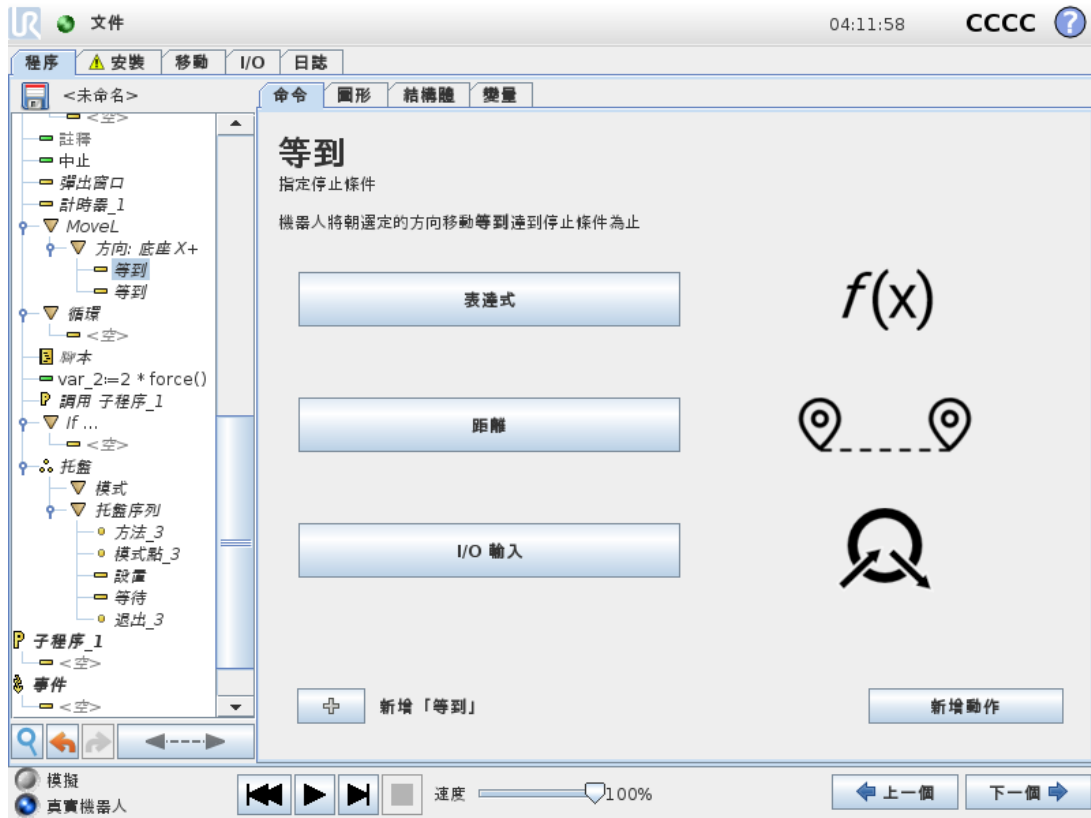 UR 文件 04:11:58 CCCC ?
程序 安裝 移動 I/O 日誌
<未命名>
命令 圖形 結構體 變量
<空>
註釋
中止
彈出窗口
計時器_1
MoveL
方向: 底座 X+
等到
等到
循環
<空>
腳本
var_2:=2 * force()
調用 子程序_1
If ...
<空>
托盤
模式
托盤序列
方法_3
模式點_3
設置
等待
退出_3
子程序_1
<空>
事件
<空>
等到
指定停止條件
機器人將朝選定的方向移動等到達到停止條件為止
表達式
f(x)
距離
I/O 輸入
新增「等到」
新增動作
模擬
真實機器人
速度 100%
上一個
下一個